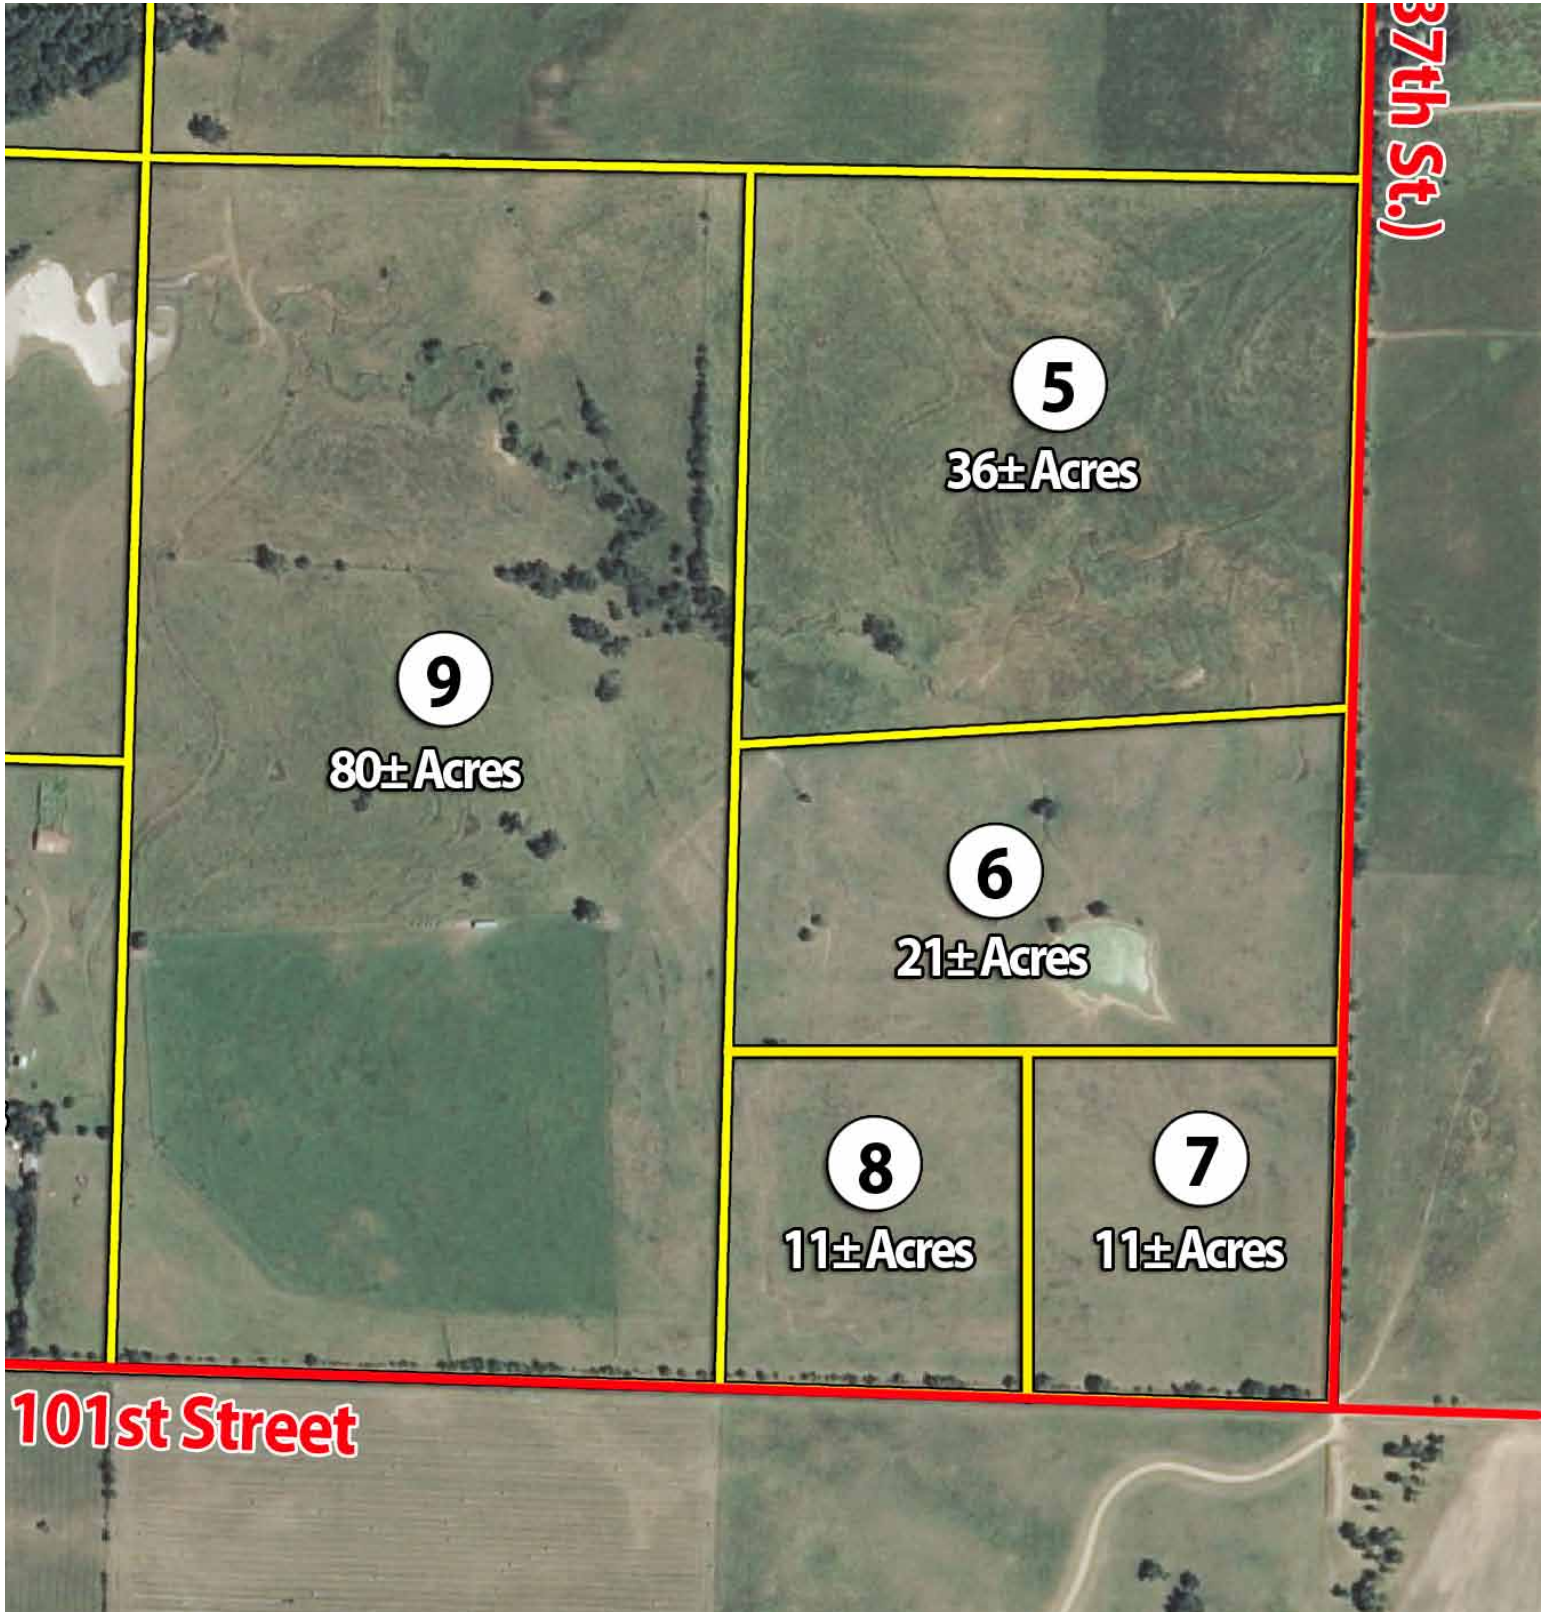 37th St.)
5
36± Acres
9
80± Acres
6
21± Acres
8
11± Acres
7
11± Acres
101st Street